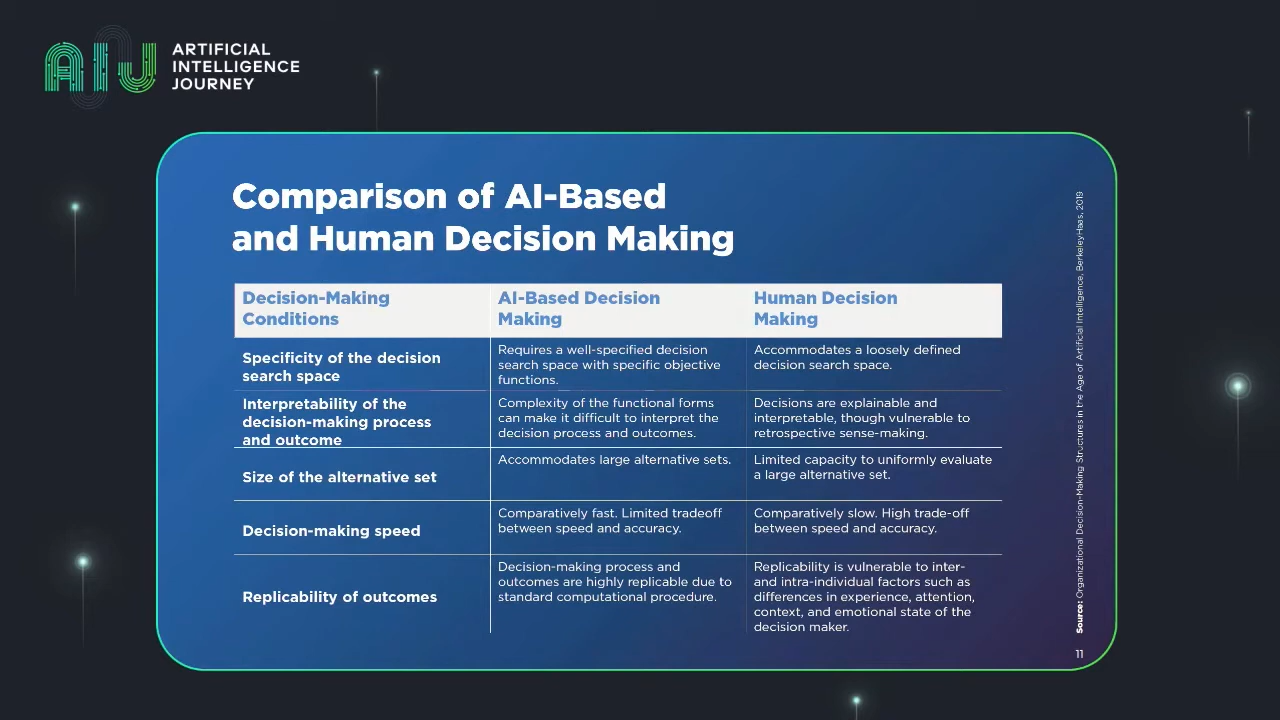 ARTIFICIAL
INTELLIGENCE
JOURNEY
Comparison of AI-Based
and Human Decision Making
Decision-Making
Conditions
AI-Based Decision
Making
Human Decision
Making
Specificity of the decision
search space
Requires a well-specified decision
search space with specific objective
functions.
Accommodates a loosely defined
decision search space.
Interpretability of the
decision-making process
and outcome
Complexity of the functional forms
can make it difficult to interpret the
decision process and outcomes.
Decisions are explainable and
interpretable, though vulnerable to
retrospective sense-making.
Size of the alternative set
Accommodates large alternative sets.
Limited capacity to uniformly evaluate
a large alternative set.
Decision-making speed
Comparatively fast. Limited tradeoff
between speed and accuracy.
Comparatively slow. High trade-off
between speed and accuracy.
Replicability of outcomes
Decision-making process and
outcomes are highly replicable due to
standard computational procedure.
Replicability is vulnerable to inter-
and intra-individual factors such as
differences in experience, attention,
context, and emotional state of the
decision maker.
Source: Organizational Decision-Making Structures in the Age of Artificial Intelligence, BerkeleyHaas, 2019
11